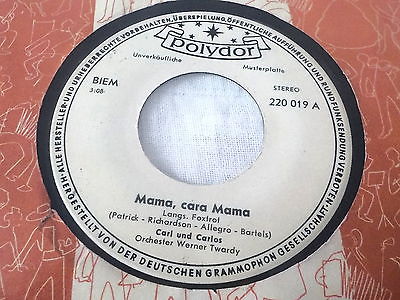 ALLE HERSTELLER- UND URHEBERRECHTE VORBEHALTEN, ÜBERSPIELUNG, ÖFFENTLICHE AUFFÜHRUNG UND RUNDFUNKSENDUNG VERBOTEN·
polydor
Unverkäufliche Musterplatte
BIEM
3:08
STEREO
220 019 A
Mama, cara Mama
Langs. Foxtrot
(Patrick - Richardson - Allegro - Bartels)
Carl und Carlos
Orchester Werner Twardy
HERGESTELLT VON DER DEUTSCHEN GRAMMOPHON GESELLSCHAFT·